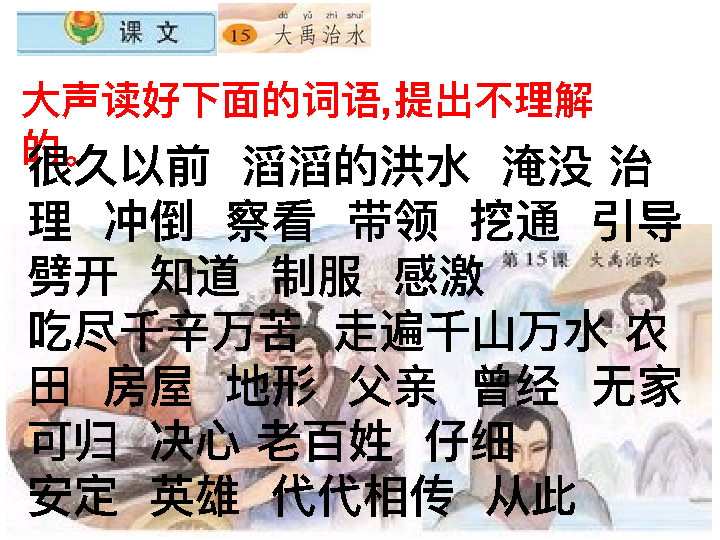 课 文
dà yǔ zhì shuǐ
15 大禹治水
大声读好下面的词语,提出不理解
的。
很久以前 滔滔的洪水 淹没 治
理 冲倒 察看 带领 挖通 引导
劈开 知道 制服 感激
第15课 大禹治水
吃尽千辛万苦 走遍千山万水 农
田 房屋 地形 父亲 曾经 无家
可归 决心 老百姓 仔细
安定 英雄 代代相传 从此